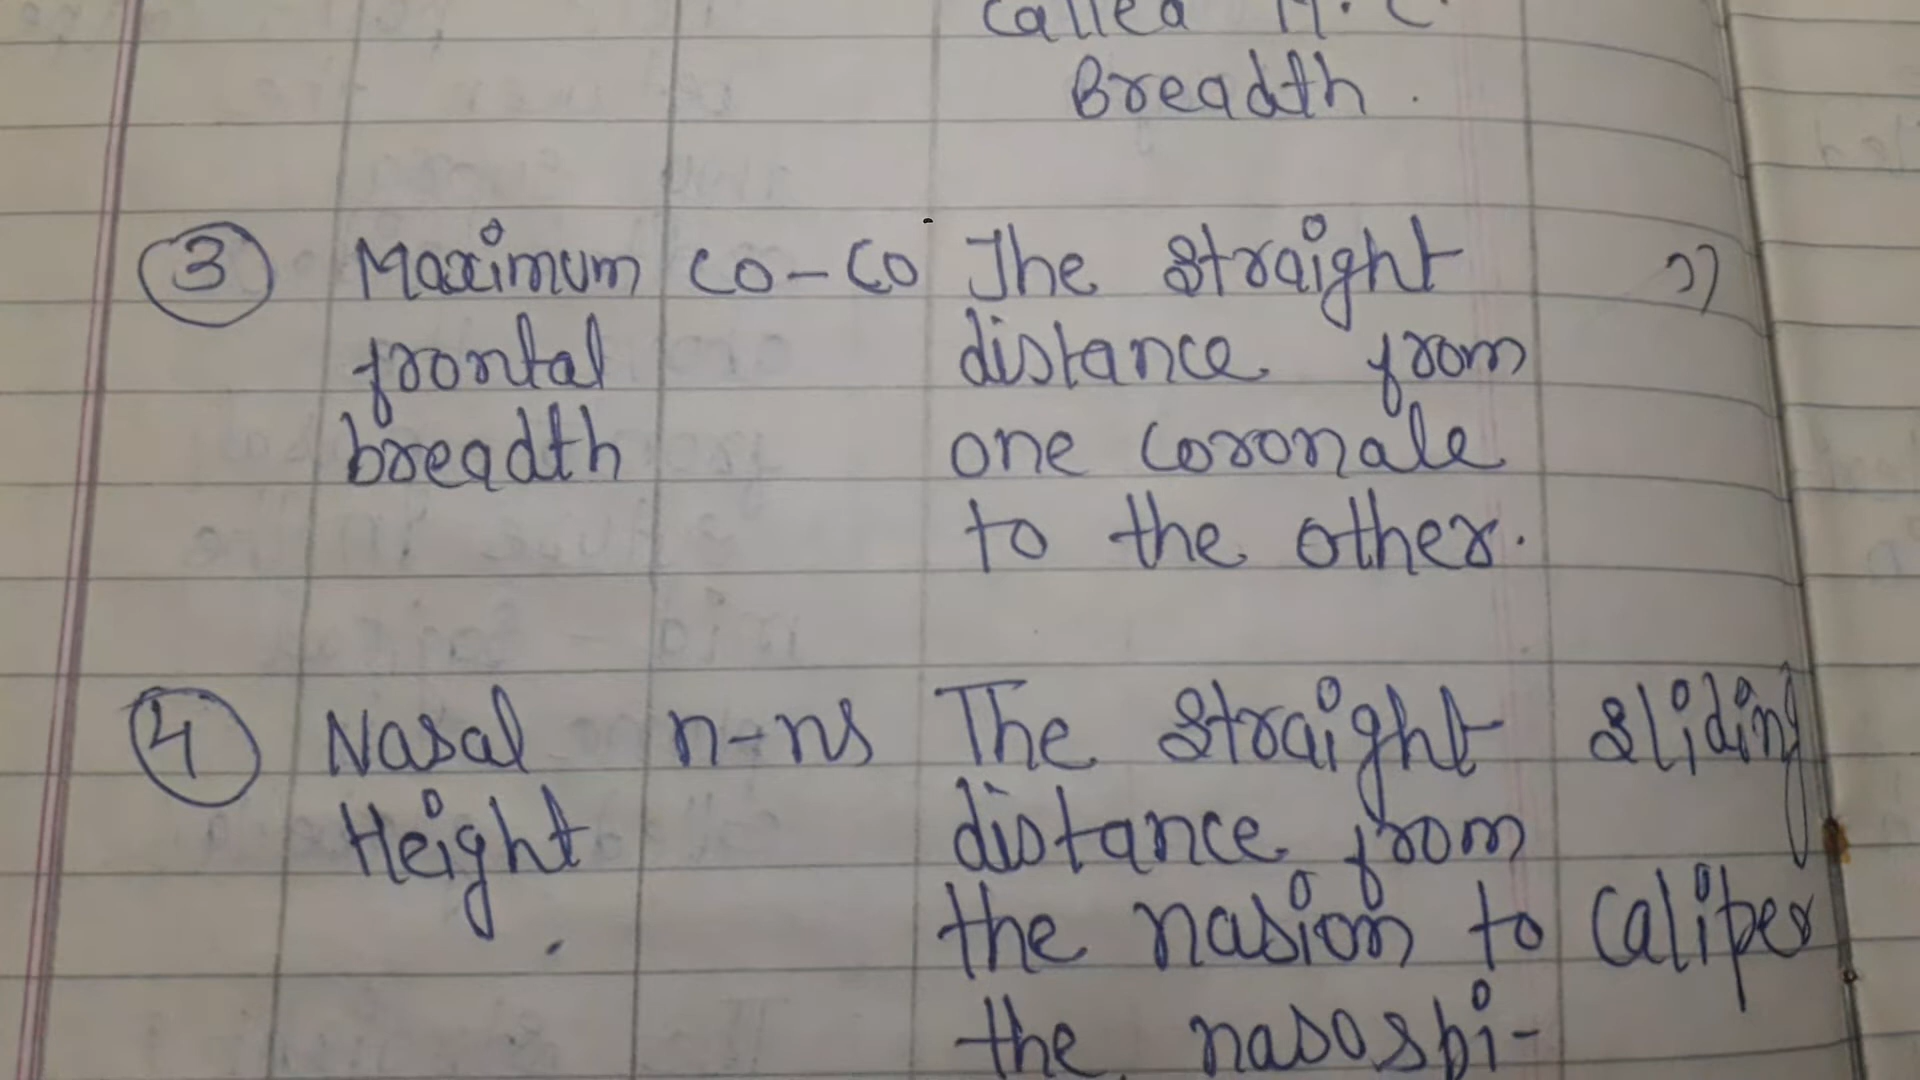 called M.C.
Breadth.
3 Maximum co-co The straight "
frontal distance from
breadth one coronale
to the other.
4 Nasal n-ns The straight sliding
Height distance from
the nasion to caliper
the nasospi-